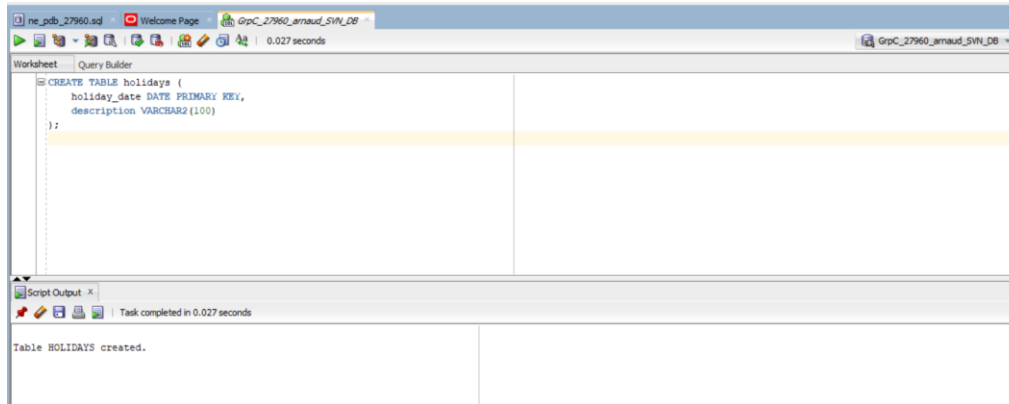 ne_pdb_27960.sql Welcome Page GrpC_27960_arnaud_SVN_DB
0.027 seconds GrpC_27960_arnaud_SVN_DB
Worksheet Query Builder
CREATE TABLE holidays (
holiday_date DATE PRIMARY KEY,
description VARCHAR2(100)
);
Script Output x
Task completed in 0.027 seconds
Table HOLIDAYS created.